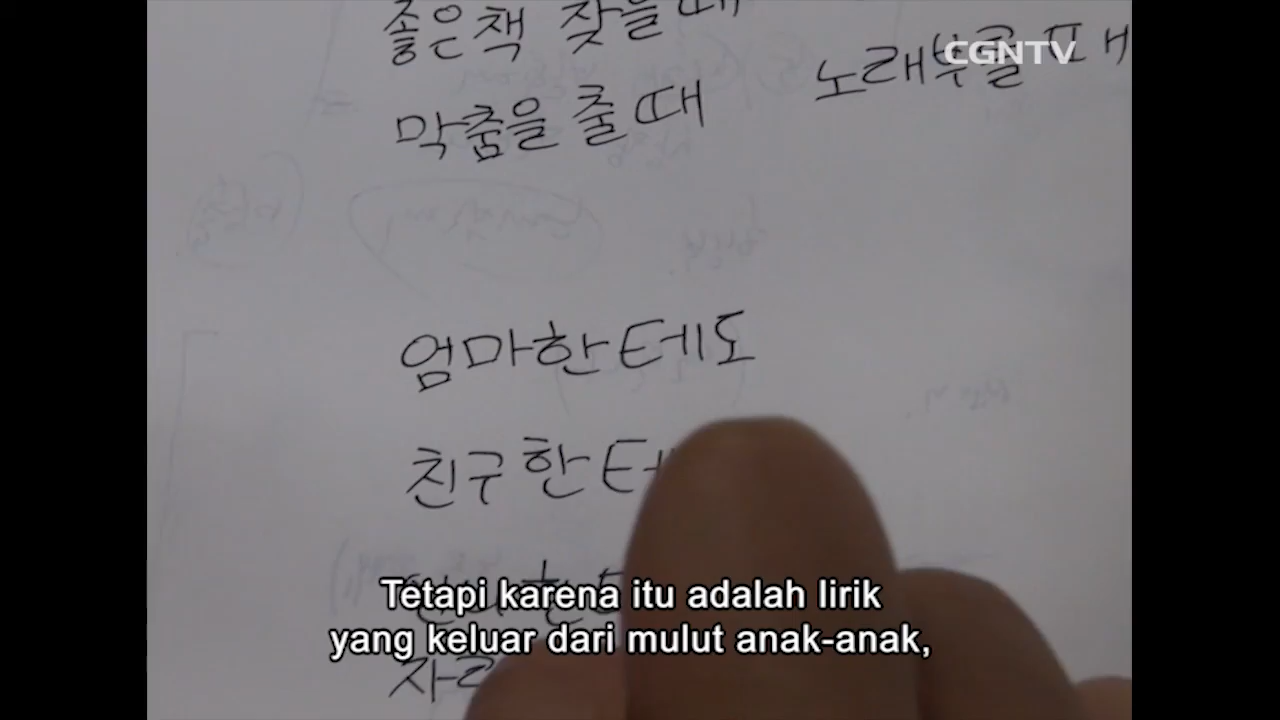 좋은책 찾을때
노래부를 때
CGNTV
막춤을 출때
엄마한테도
친구한테
Tetapi karena itu adalah lirik
yang keluar dari mulut anak-anak,